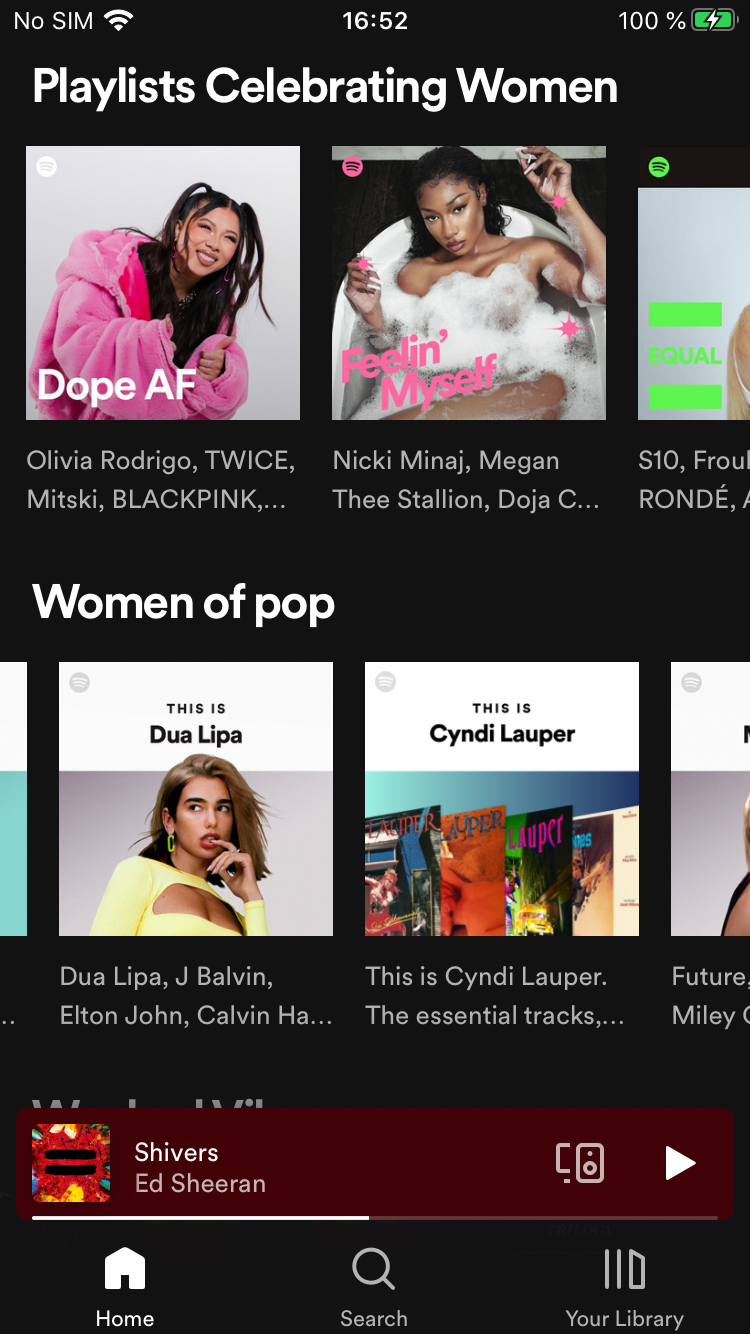 No SIM 16:52 100 %
Playlists Celebrating Women
Dope AF
Feelin'
Myself
EQUAL
Olivia Rodrigo, TWICE,
Mitski, BLACKPINK,...
Nicki Minaj, Megan
Thee Stallion, Doja C...
S10, Froul
RONDÉ, A
Women of pop
THIS IS
Dua Lipa
THIS IS
Cyndi Lauper
LAUPER
LAUPER
Lauper
Dua Lipa, J Balvin,
Elton John, Calvin Ha...
This is Cyndi Lauper.
The essential tracks,...
Future,
Miley C
Shivers
Ed Sheeran
Home
Search
Your Library